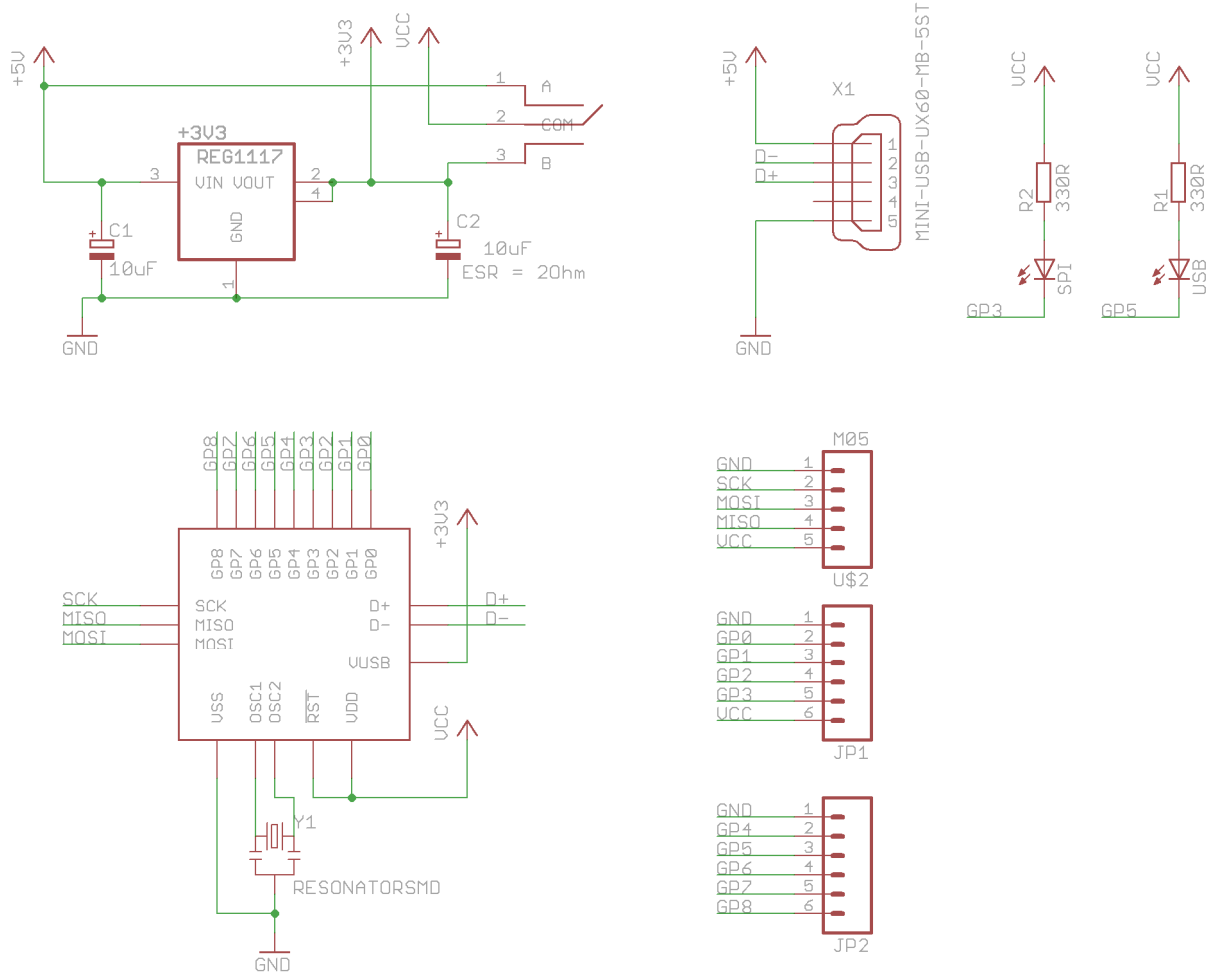 +5V
+3V3
VCC
1
A
2
COM
3
B
+3V3
REG1117
3
VIN VOUT
2
4
GND
1
C1
10uF
C2
10uF
ESR = 2Ohm
GND
+5V
X1
MINI-USB-UX60-MB-5ST
D-
D+
1
2
3
4
5
GND
VCC
R2
330R
SPI
GP3
VCC
R1
330R
USB
GP5
GP8
GP7
GP6
GP5
GP4
GP3
GP2
GP1
GP0
GP8
GP7
GP6
GP5
GP4
GP3
GP2
GP1
GP0
+3V3
SCK
MISO
MOSI
SCK
MISO
MOSI
D+
D-
D+
D-
VUSB
VSS
OSC1
OSC2
RST
VDD
VCC
Y1
RESONATORSMD
GND
M05
GND 1
SCK 2
MOSI 3
MISO 4
VCC 5
U$2
GND 1
GP0 2
GP1 3
GP2 4
GP3 5
VCC 6
JP1
GND 1
GP4 2
GP5 3
GP6 4
GP7 5
GP8 6
JP2